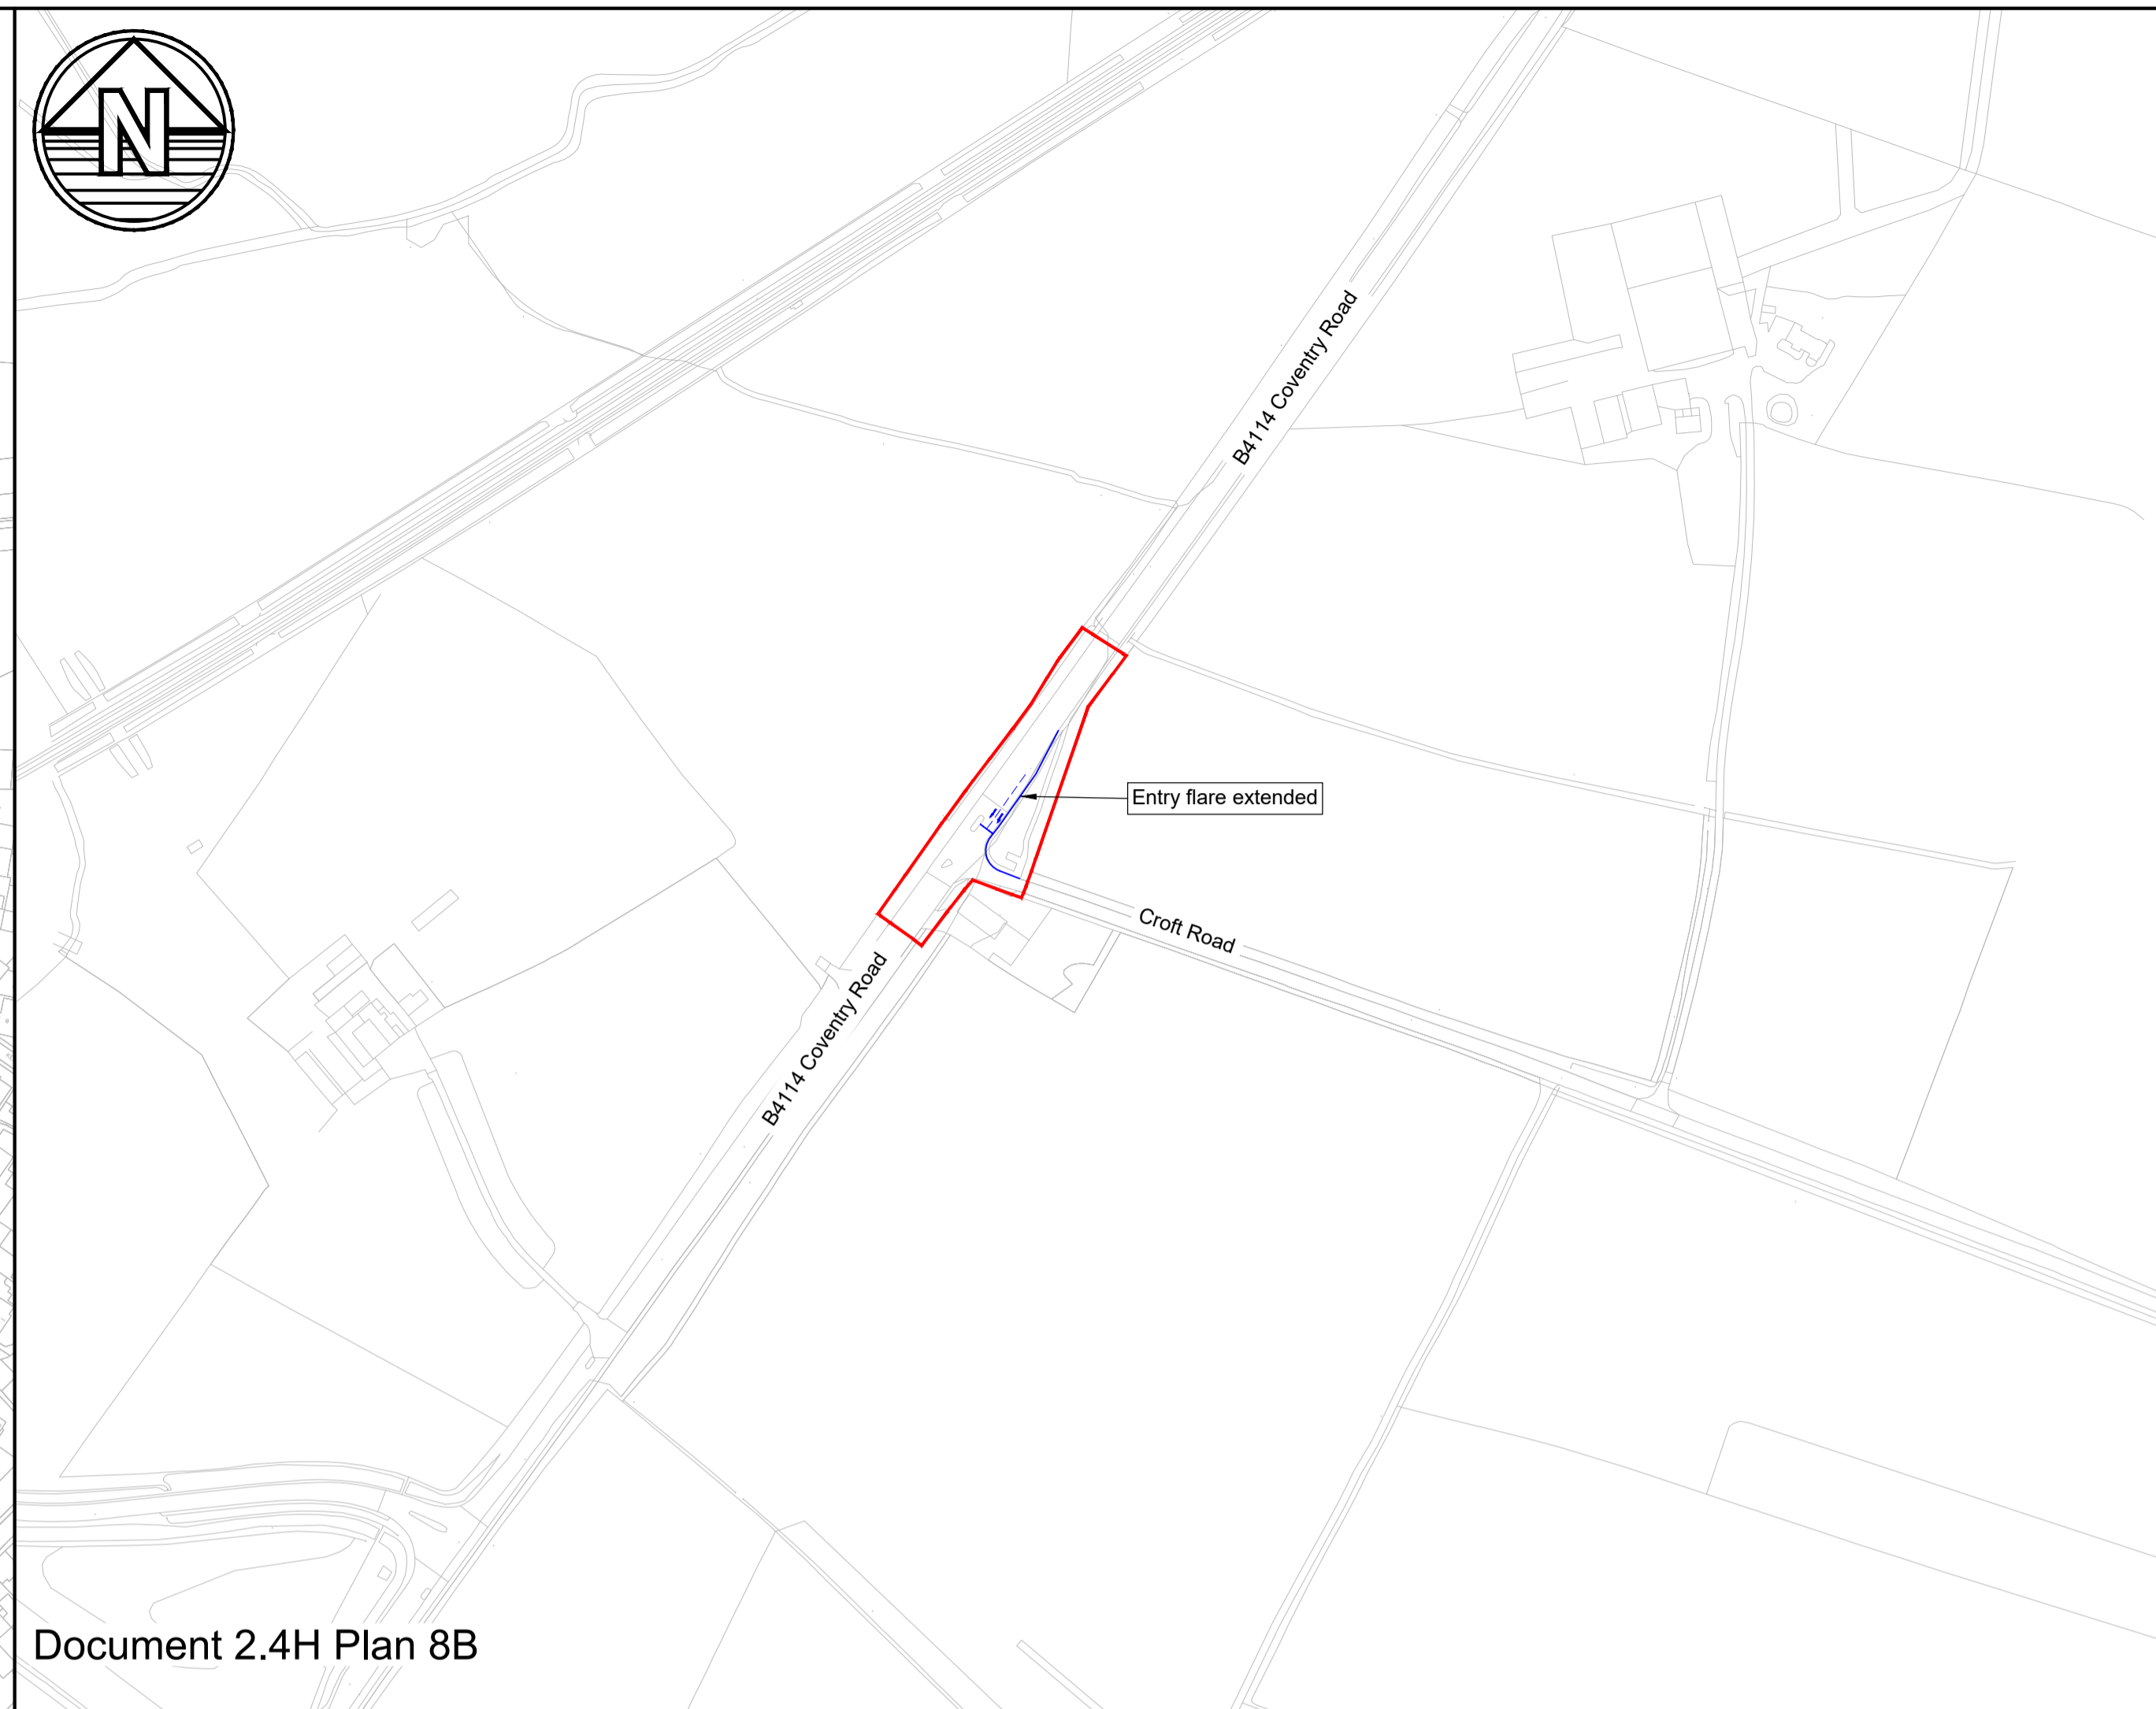 N
B4114 Coventry Road
Entry flare extended
Croft Road
B4114 Coventry Road
Document 2.4H Plan 8B